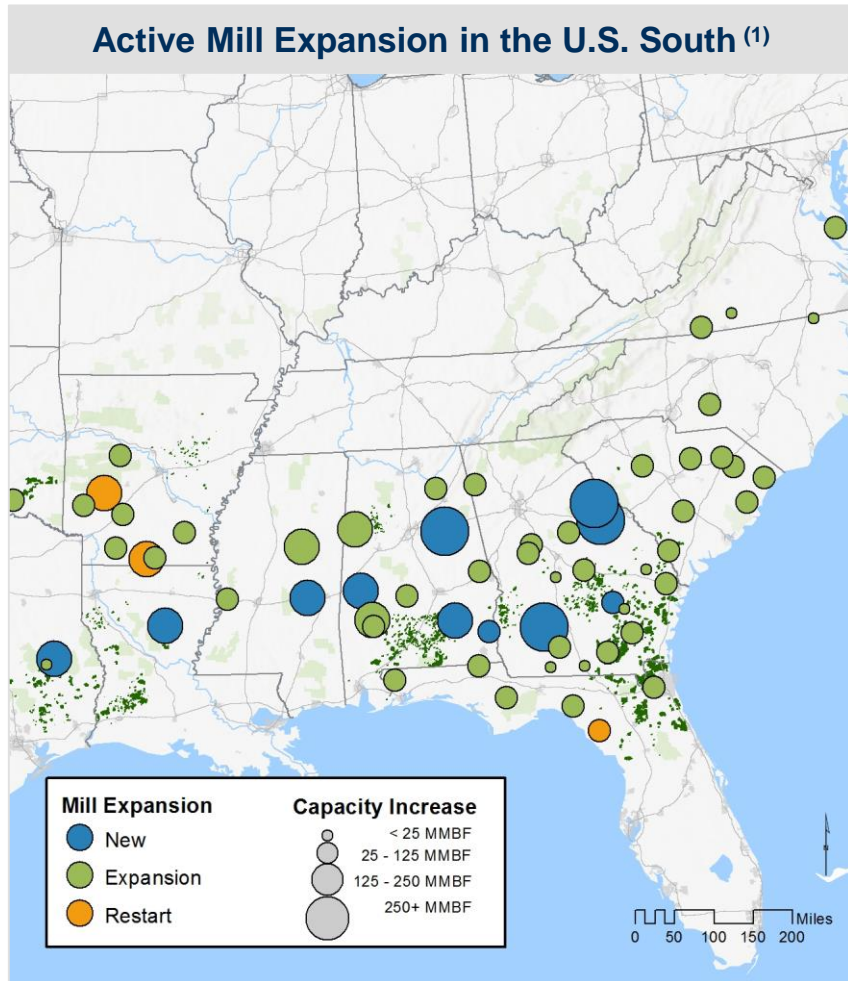 Active Mill Expansion in the U.S. South (1)
Mill Expansion
New
Expansion
Restart
Capacity Increase
< 25 MMBF
25 - 125 MMBF
125 - 250 MMBF
250+ MMBF
Miles
0 50 100 150 200